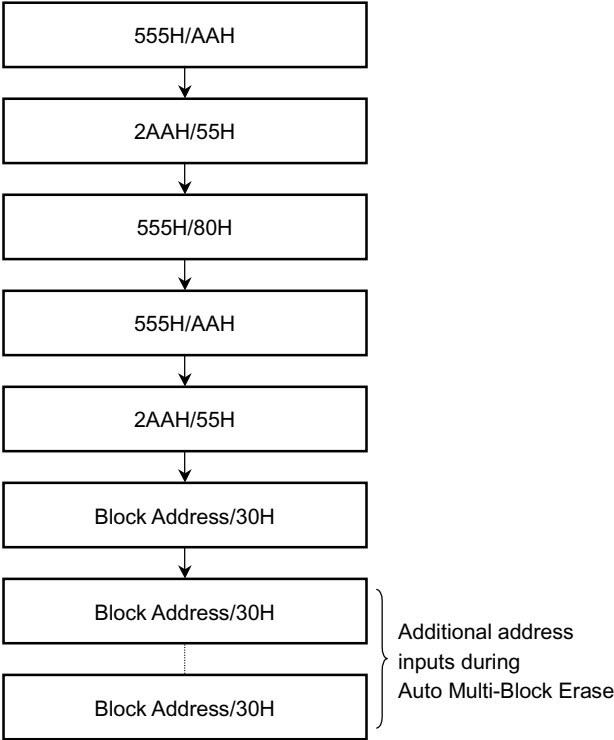 555H/AAH
2AAH/55H
555H/80H
555H/AAH
2AAH/55H
Block Address/30H
Block Address/30H
Block Address/30H
Additional address
inputs during
Auto Multi-Block Erase